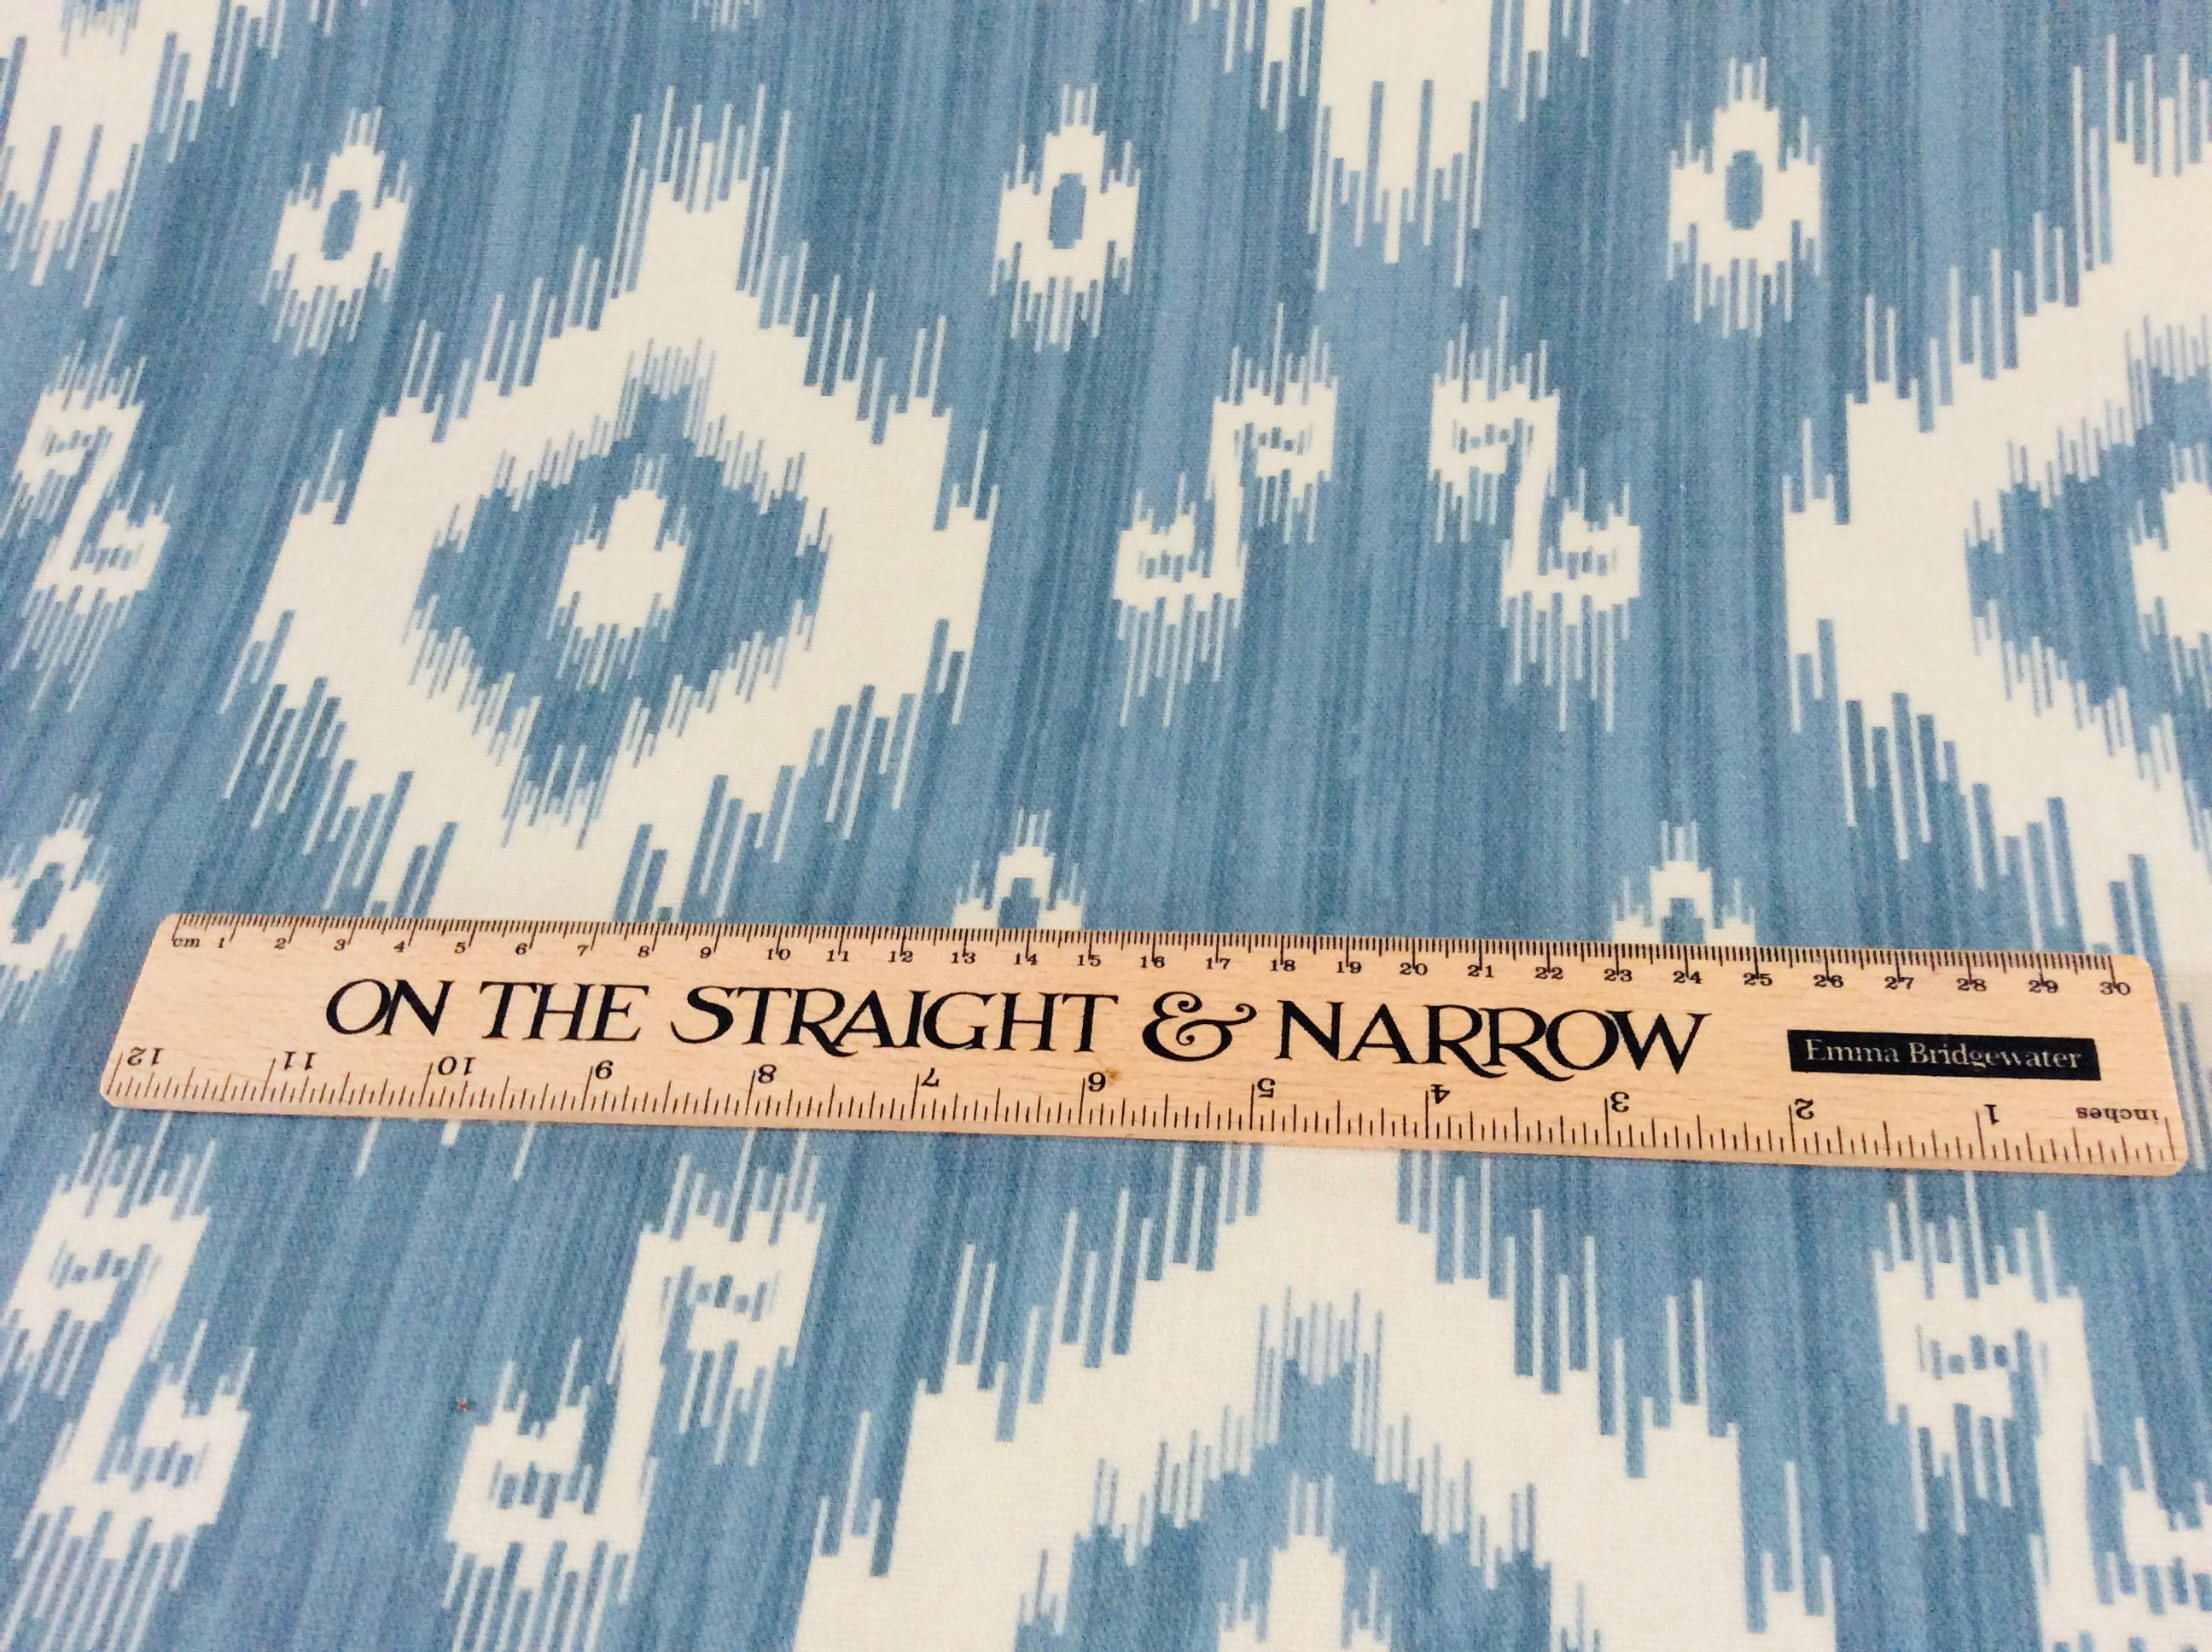 cm 1 2 3 4 5 6 7 8 9 10 11 12 13 14 15 16 17 18 19 20 21 22 23 24 25 26 27 28 29 30
ON THE STRAIGHT & NARROW
Emma Bridgewater
12 11 10 9 8 7 6 5 4 3 2 1 inches